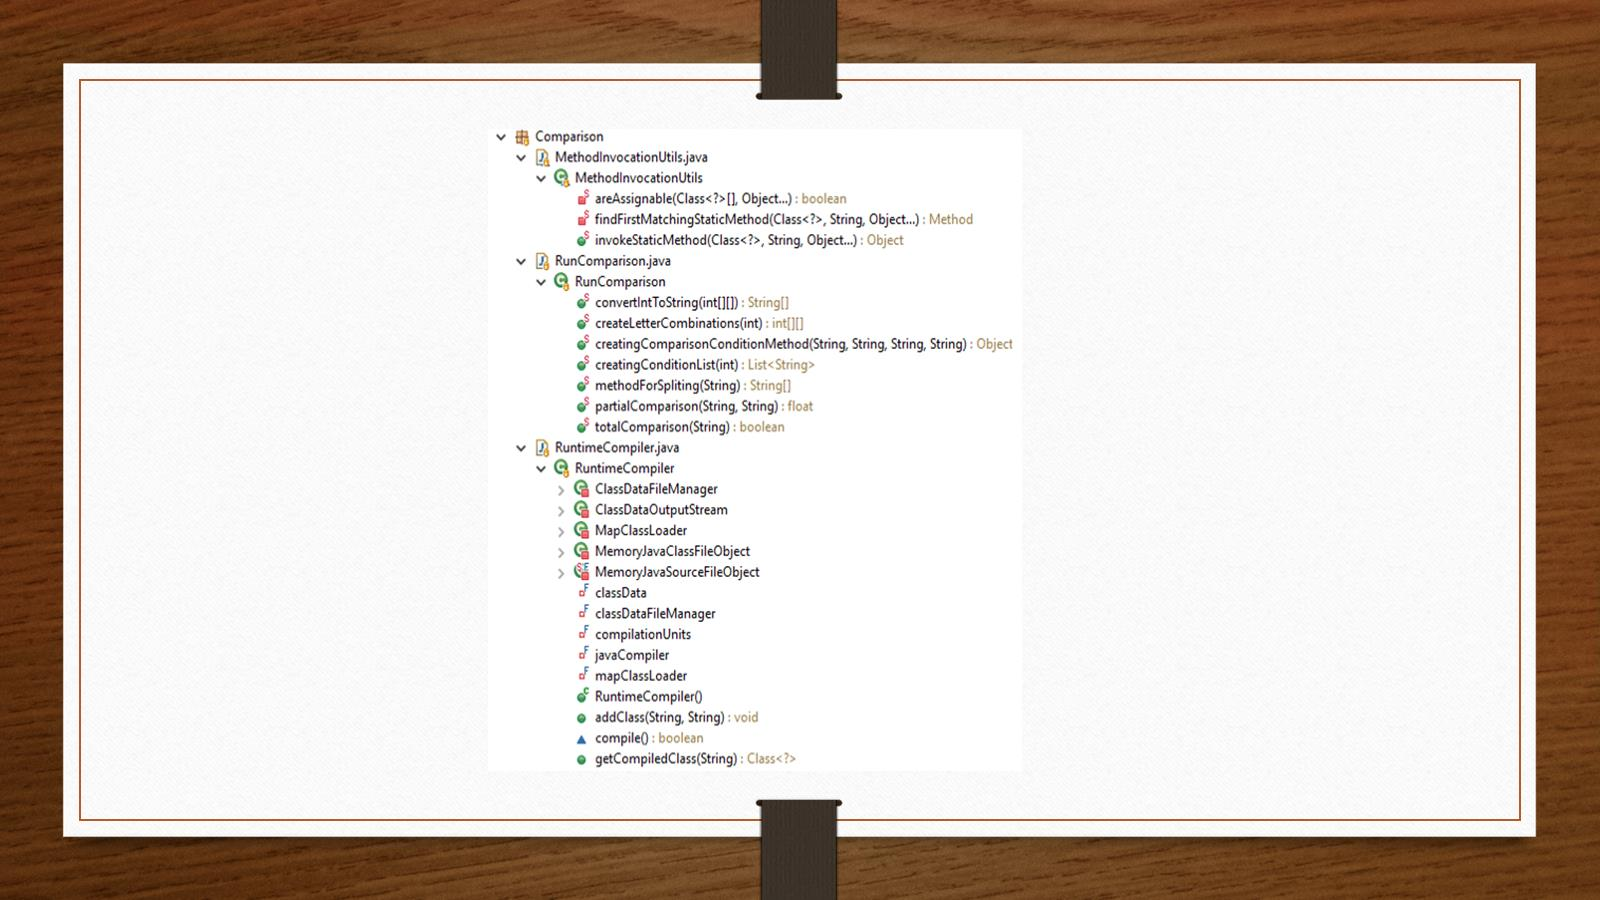 Comparison
MethodInvocationUtils.java
MethodInvocationUtils
areAssignable(Class<?>[], Object...) : boolean
findFirstMatchingStaticMethod(Class<?>, String, Object...) : Method
invokeStaticMethod(Class<?>, String, Object...) : Object
RunComparison.java
RunComparison
convertIntToString(int[][]) : String[]
createLetterCombinations(int) : int[][]
creatingComparisonConditionMethod(String, String, String, String) : Object
creatingConditionList(int) : List<String>
methodForSpliting(String) : String[]
partialComparison(String, String) : float
totalComparison(String) : boolean
RuntimeCompiler.java
RuntimeCompiler
ClassDataFileManager
ClassDataOutputStream
MapClassLoader
MemoryJavaClassFileObject
MemoryJavaSourceFileObject
classData
classDataFileManager
compilationUnits
javaCompiler
mapClassLoader
RuntimeCompiler()
addClass(String, String) : void
compile() : boolean
getCompiledClass(String) : Class<?>